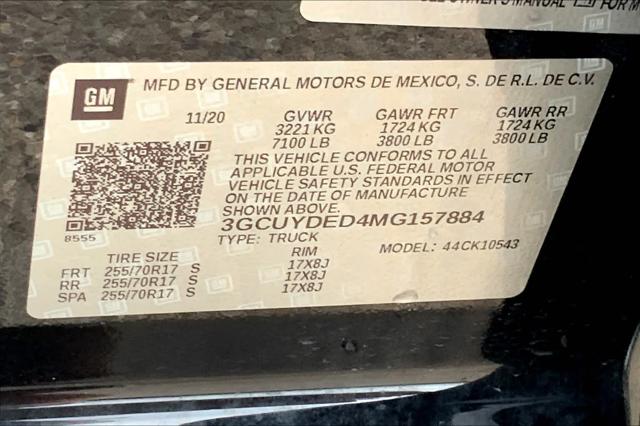 OWNER'S MANUAL FOR M
GM MFD BY GENERAL MOTORS DE MEXICO, S. DE R.L. DE C.V.
11/20 GVWR GAWR FRT GAWR RR
3221 KG 1724 KG 1724 KG
7100 LB 3800 LB 3800 LB
THIS VEHICLE CONFORMS TO ALL
APPLICABLE U.S. FEDERAL MOTOR
VEHICLE SAFETY STANDARDS IN EFFECT
ON THE DATE OF MANUFACTURE
SHOWN ABOVE.
3GCUYDED4MG157884
8555 TYPE: TRUCK MODEL: 44CK10543
TIRE SIZE RIM
FRT 255/70R17 S 17X8J
RR 255/70R17 S 17X8J
SPA 255/70R17 S 17X8J